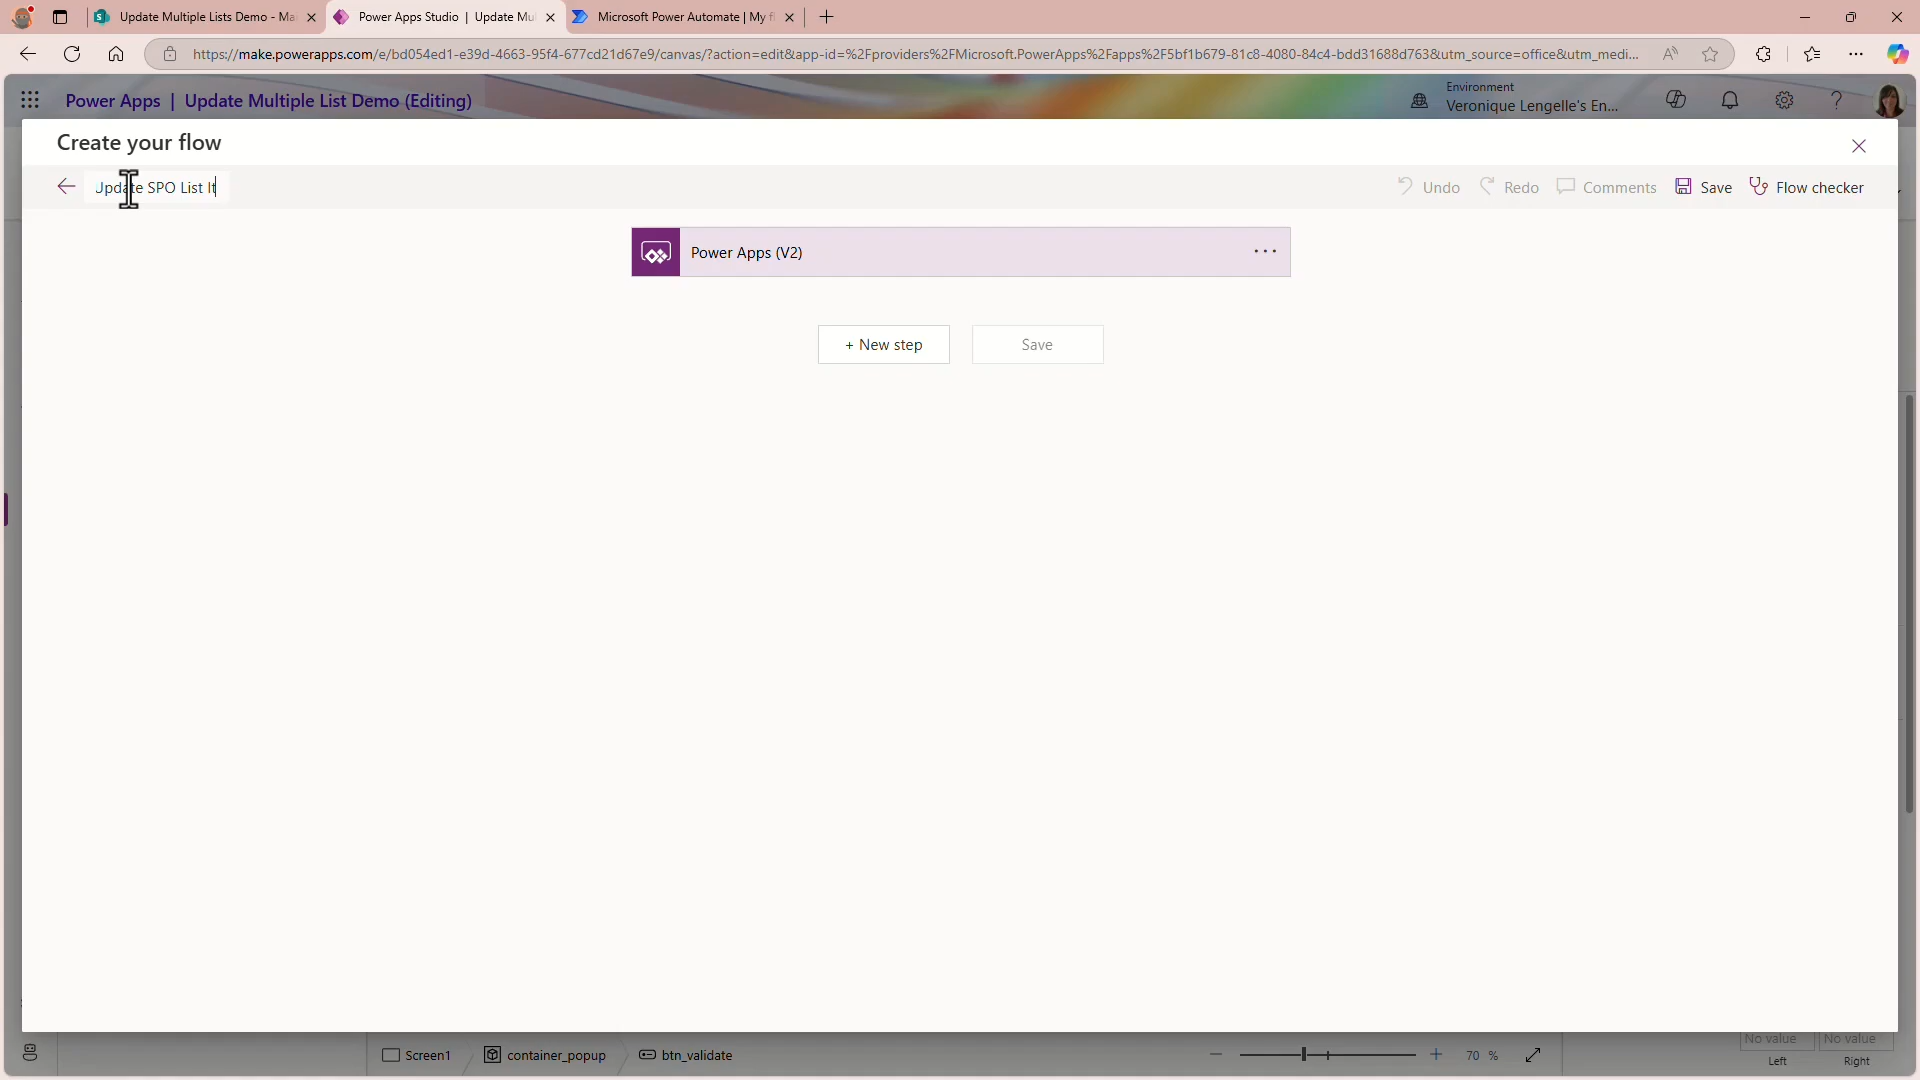 Update Multiple Lists Demo - Ma
Power Apps Studio | Update Mul
Microsoft Power Automate | My f
https://make.powerapps.com/e/bd054ed1-e39d-4663-95f4-677cd21d67e9/canvas/?action=edit&app-id=%2Fproviders%2FMicrosoft.PowerApps%2Fapps%2F5bf1b679-81c8-4080-84c4-bdd31688d763&utm_source=office&utm_medi...
Power Apps | Update Multiple List Demo (Editing)
Environment
Veronique Lengelle's En...
Create your flow
Update SPO List It
Undo
Redo
Comments
Save
Flow checker
Power Apps (V2)
+ New step
Save
Screen1
container_popup
btn_validate
70 %
No value
No value
Left
Right